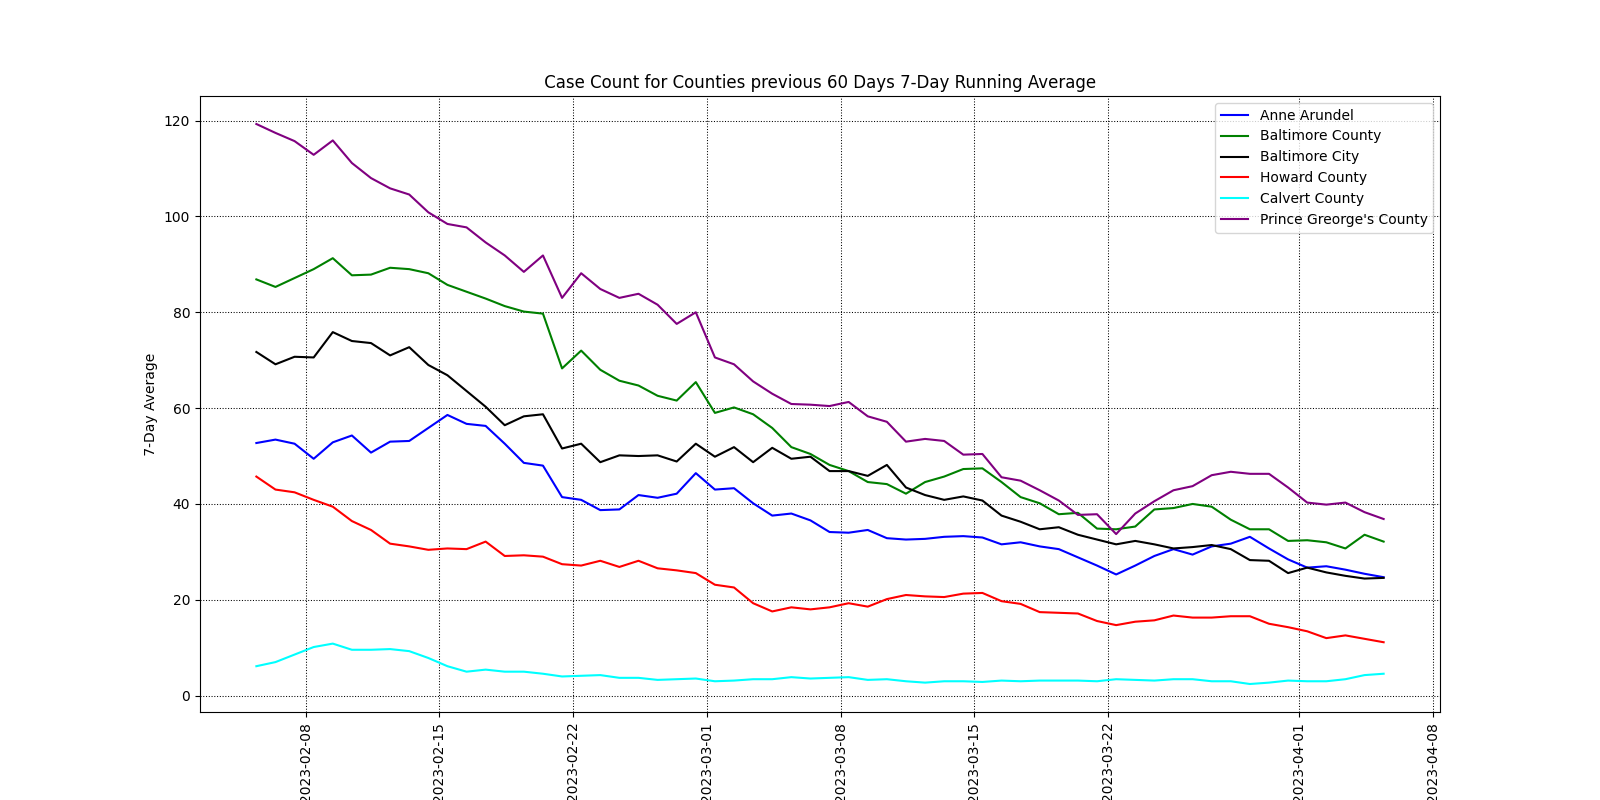 Case Count for Counties previous 60 Days 7-Day Running Average
Anne Arundel
Baltimore County
Baltimore City
Howard County
Calvert County
Prince Greorge's County
7-Day Average
120
100
80
60
40
20
0
2023-02-08
2023-02-15
2023-02-22
2023-03-01
2023-03-08
2023-03-15
2023-03-22
2023-04-01
2023-04-08